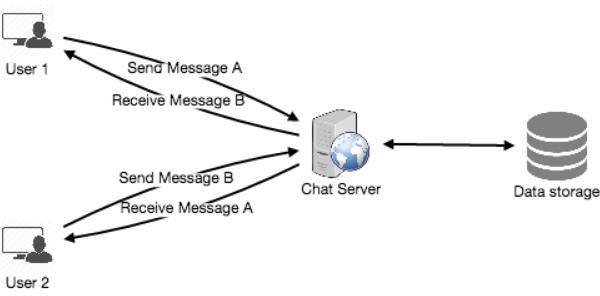 User 1
Send Message A
Receive Message B
Chat Server
Data storage
Send Message B
Receive Message A
User 2